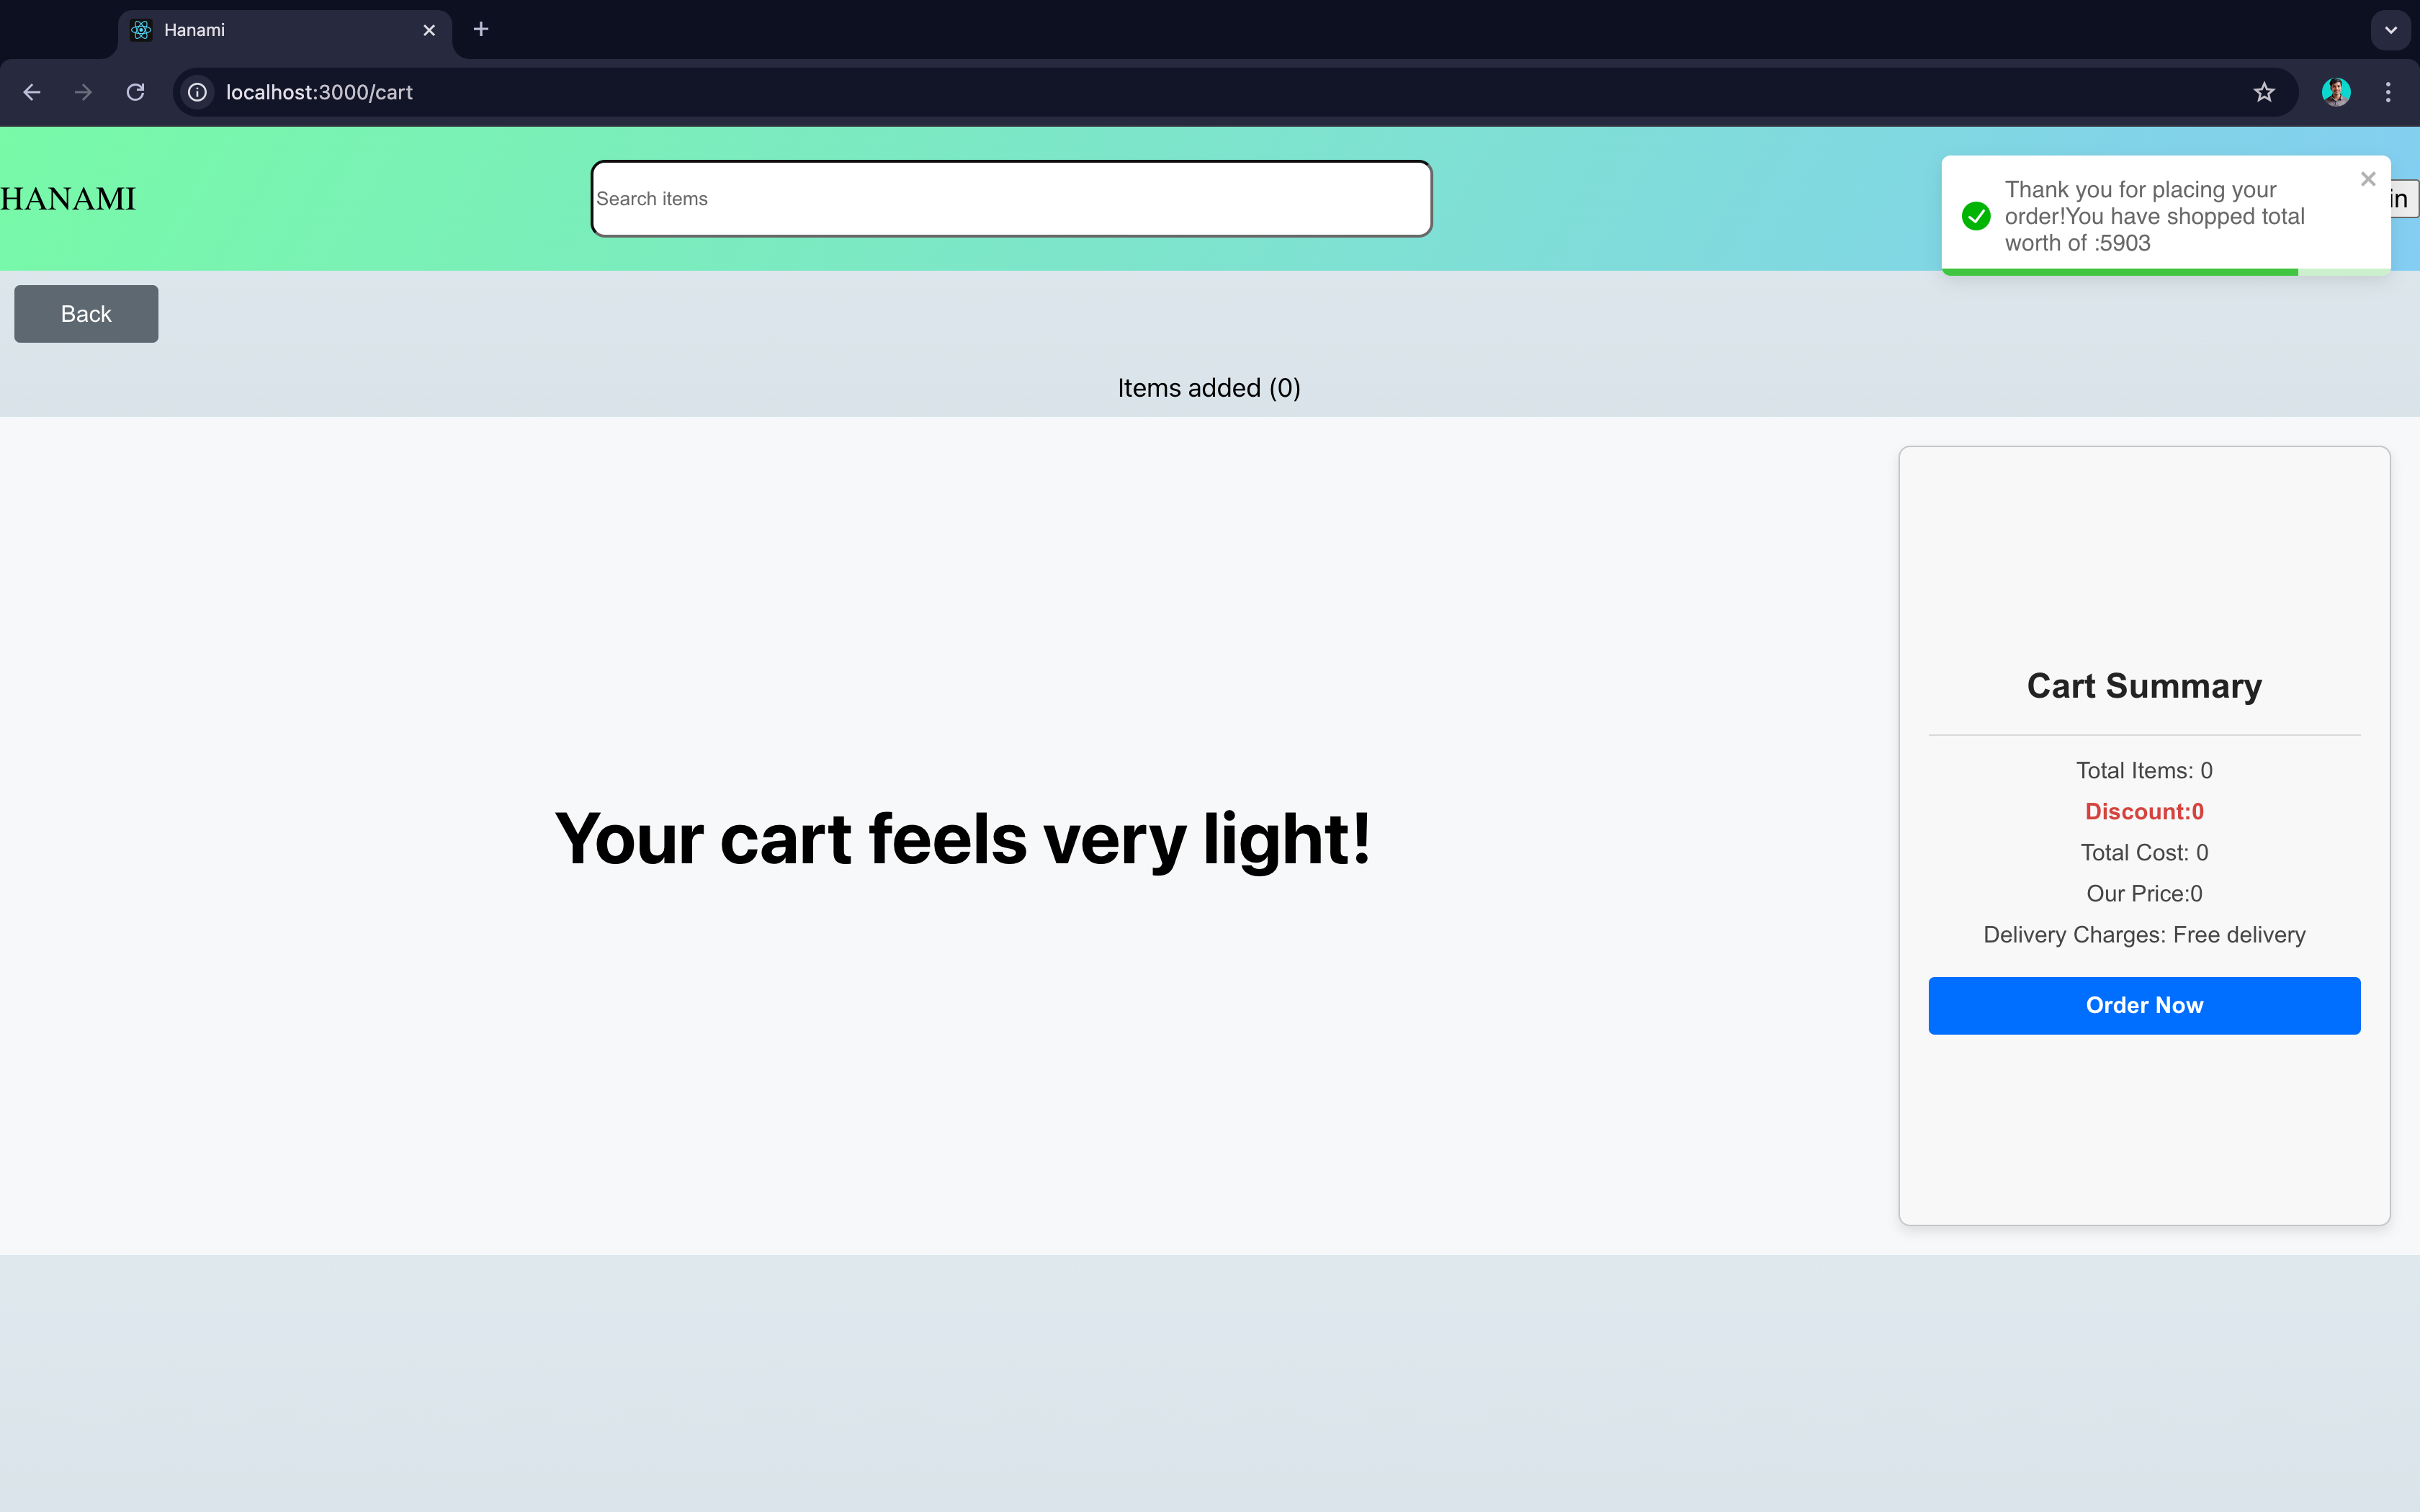 Hanami
localhost:3000/cart
HANAMI
Search items
Thank you for placing your
order!You have shopped total
worth of :5903
in
Back
Items added (0)
Your cart feels very light!
Cart Summary
Total Items: 0
Discount:0
Total Cost: 0
Our Price:0
Delivery Charges: Free delivery
Order Now